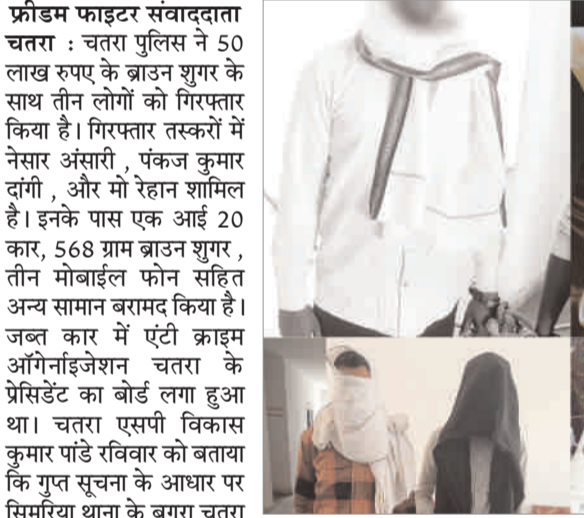 फ्रीडम फाइटर संवाददाता
चतरा : चतरा पुलिस ने 50
लाख रुपए के ब्राउन शुगर के
साथ तीन लोगों को गिरफ्तार
किया है। गिरफ्तार तस्करों में
नेसार अंसारी , पंकज कुमार
दांगी , और मो रेहान शामिल
है। इनके पास एक आई 20
कार, 568 ग्राम ब्राउन शुगर ,
तीन मोबाईल फोन सहित
अन्य सामान बरामद किया है।
जब्त कार में एंटी क्राइम
ऑगेर्नाइजेशन चतरा के
प्रेसिडेंट का बोर्ड लगा हुआ
था। चतरा एसपी विकास
कुमार पांडे रविवार को बताया
कि गुप्त सूचना के आधार पर
सिमरिया थाना के बगरा चतरा